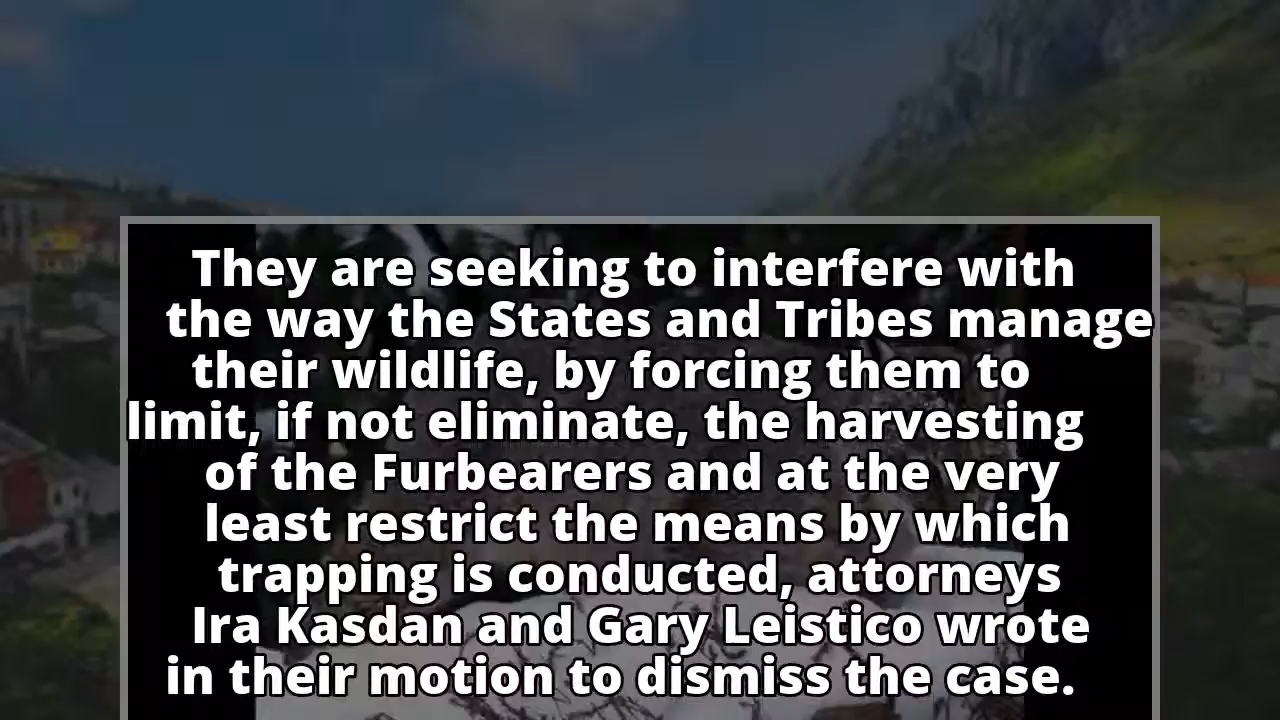 They are seeking to interfere with
the way the States and Tribes manage
their wildlife, by forcing them to
limit, if not eliminate, the harvesting
of the Furbearers and at the very
least restrict the means by which
trapping is conducted, attorneys
Ira Kasdan and Gary Leistico wrote
in their motion to dismiss the case.